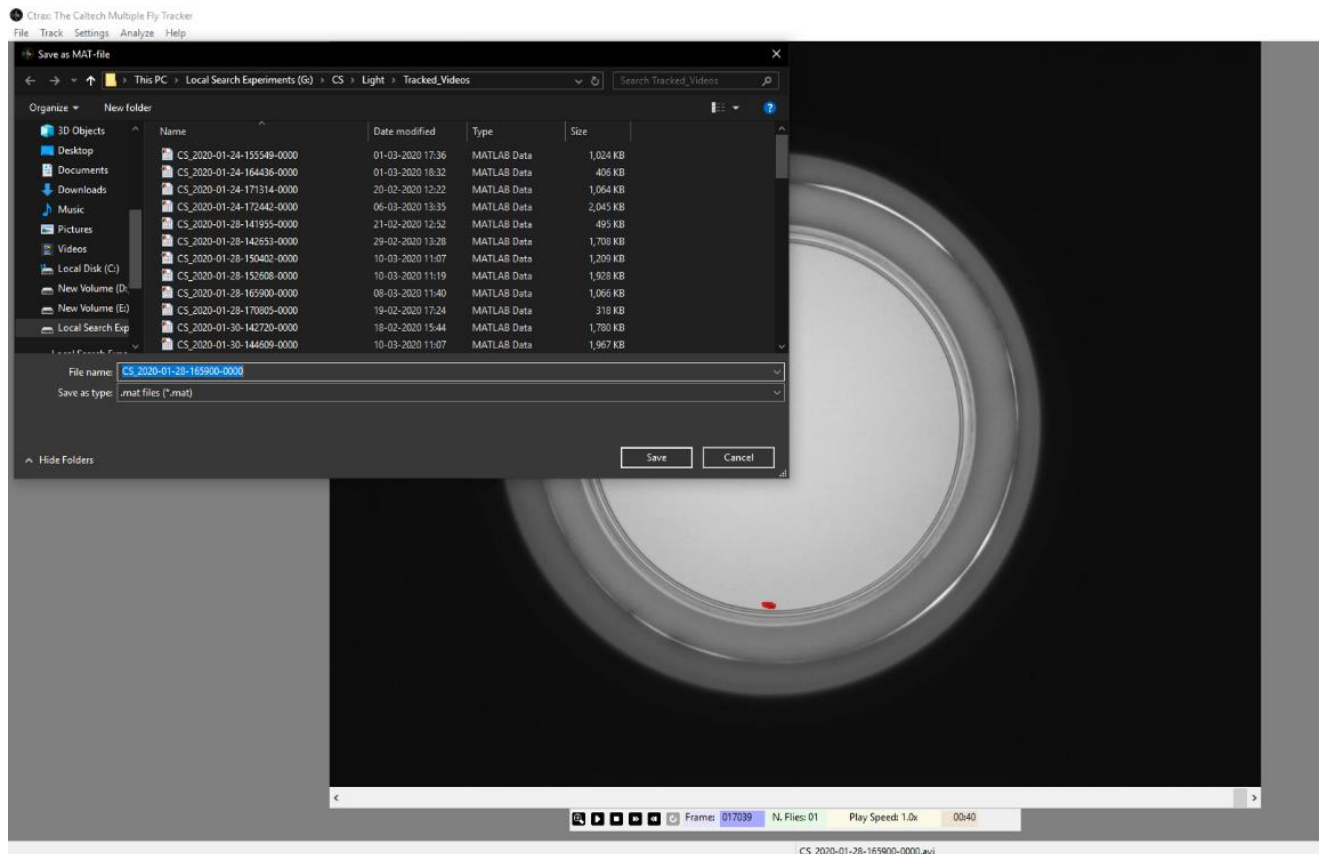 Ctrax: The Caltech Multiple Fly Tracker
File Track Settings Analyze Help
Save as MAT-file
This PC > Local Search Experiments (G:) > CS > Light > Tracked_Videos
Search Tracked_Videos
Organize New folder
Name Date modified Type Size
3D Objects
Desktop
Documents
Downloads
Music
Pictures
Videos
Local Disk (C:)
New Volume (D:
New Volume (E:)
Local Search Exp
CS_2020-01-24-155549-0000 01-03-2020 17:36 MATLAB Data 1,024 KB
CS_2020-01-24-164436-0000 01-03-2020 18:32 MATLAB Data 406 KB
CS_2020-01-24-171314-0000 20-02-2020 12:22 MATLAB Data 1,064 KB
CS_2020-01-24-172442-0000 06-03-2020 13:35 MATLAB Data 2,045 KB
CS_2020-01-28-141955-0000 21-02-2020 12:52 MATLAB Data 495 KB
CS_2020-01-28-142653-0000 29-02-2020 13:28 MATLAB Data 1,708 KB
CS_2020-01-28-150402-0000 10-03-2020 11:07 MATLAB Data 1,209 KB
CS_2020-01-28-152608-0000 10-03-2020 11:19 MATLAB Data 1,928 KB
CS_2020-01-28-165900-0000 08-03-2020 11:40 MATLAB Data 1,066 KB
CS_2020-01-28-170805-0000 19-02-2020 17:24 MATLAB Data 318 KB
CS_2020-01-30-142720-0000 18-02-2020 15:44 MATLAB Data 1,780 KB
CS_2020-01-30-144609-0000 10-03-2020 11:07 MATLAB Data 1,967 KB
File name: CS_2020-01-28-165900-0000
Save as type: .mat files (*.mat)
Hide Folders
Save Cancel
Frame: 017039 N. Flies: 01 Play Speed: 1.0x 00:40
CS_2020-01-28-165900-0000.avi